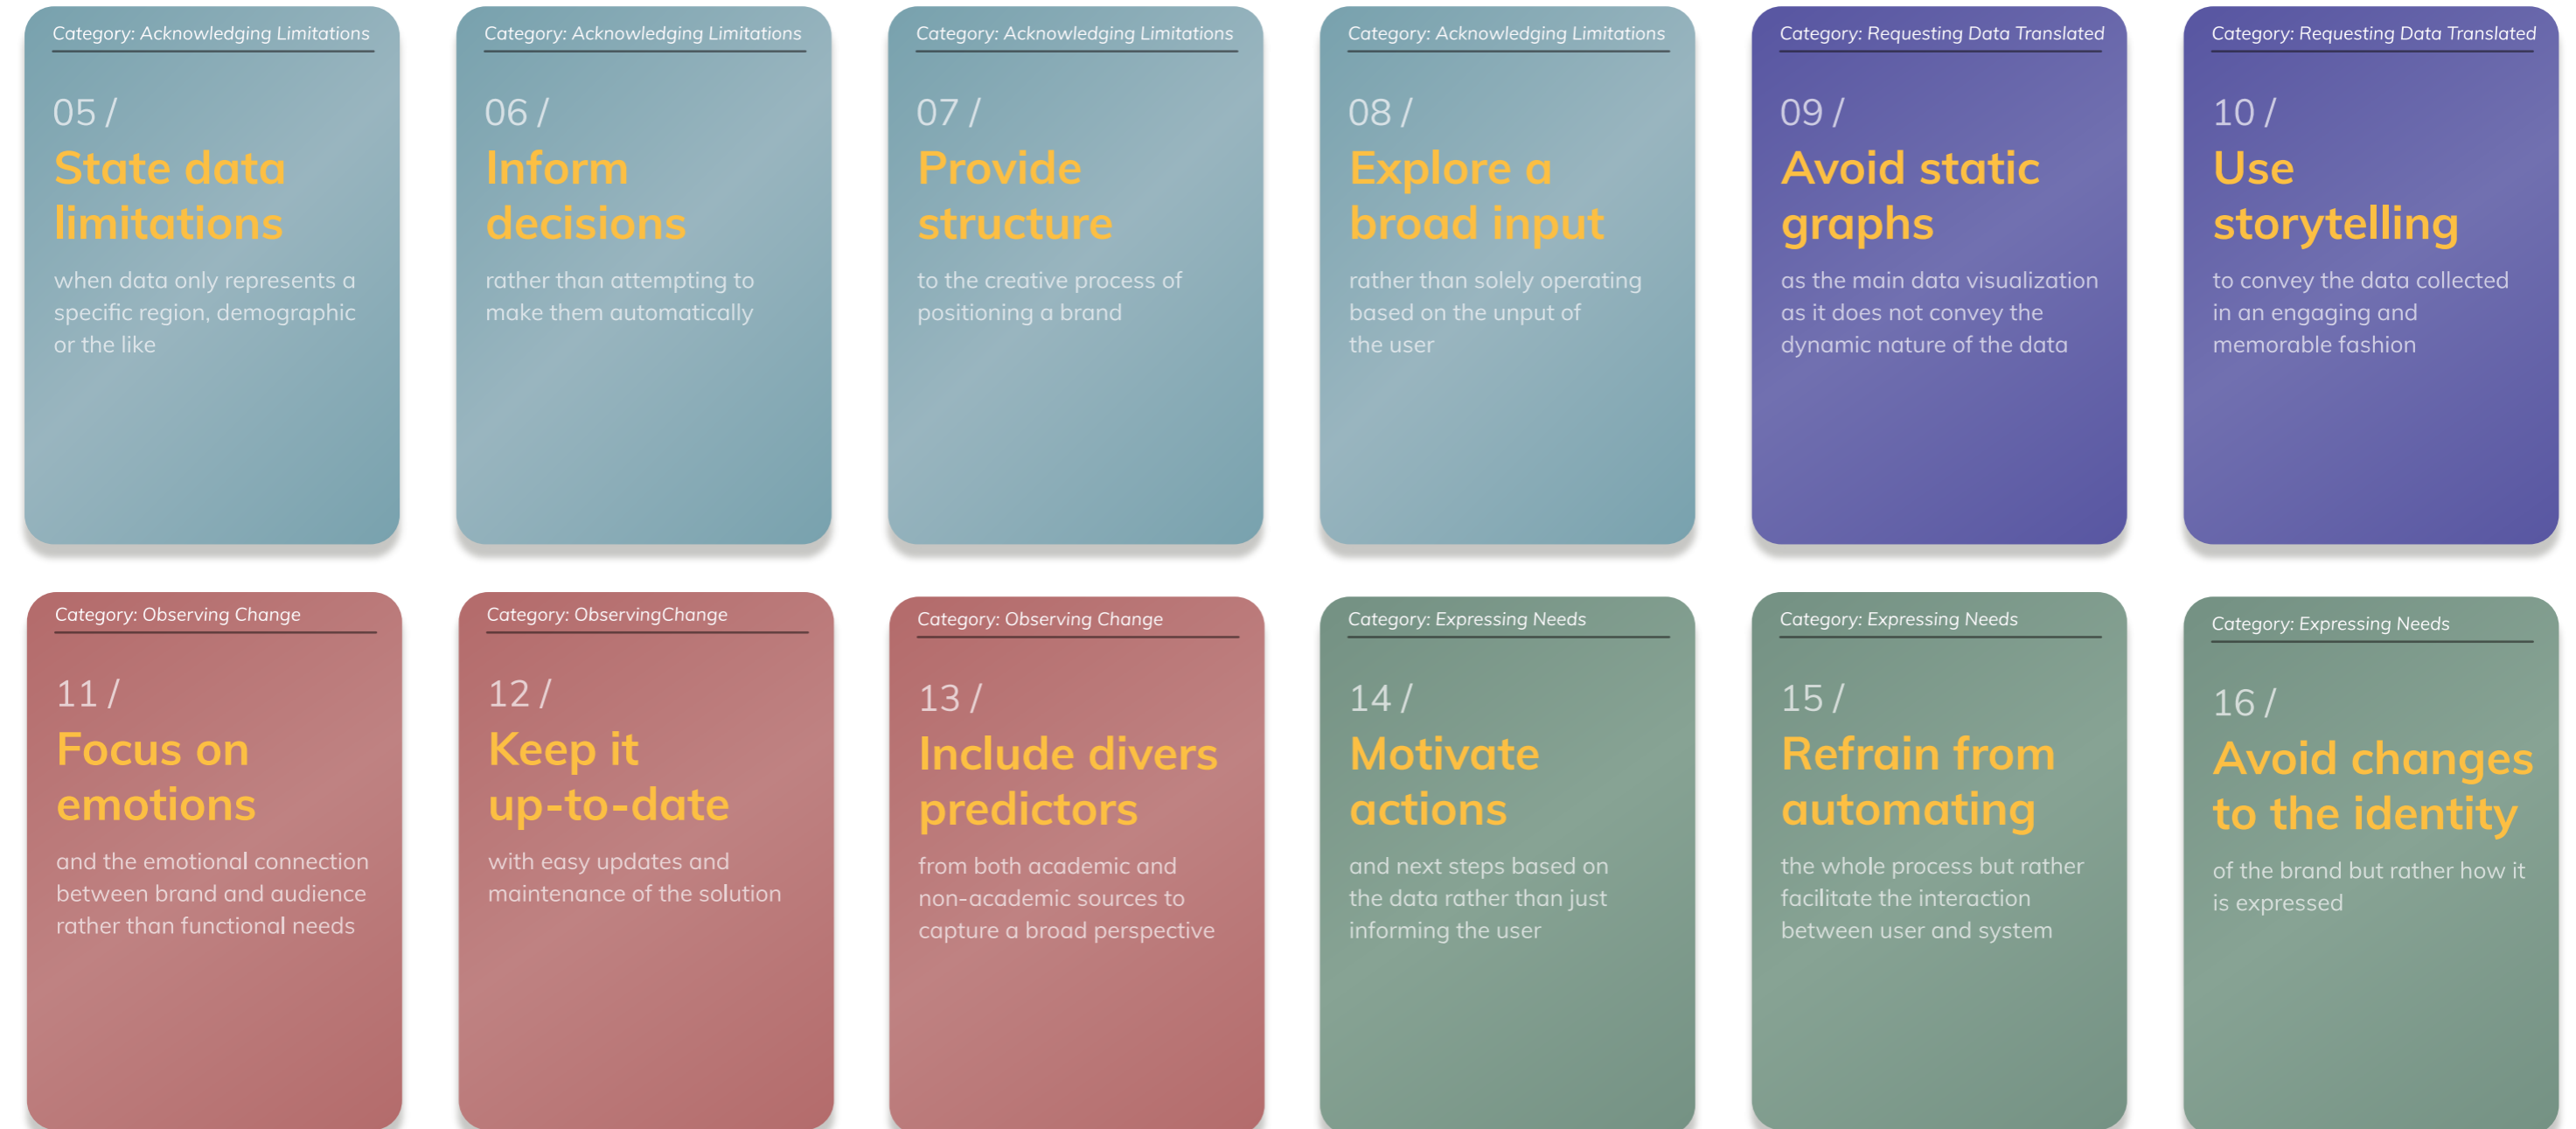 Category: Acknowledging Limitations
05 /
State data
limitations
when data only represents a
specific region, demographic
or the like
Category: Acknowledging Limitations
06 /
Inform
decisions
rather than attempting to
make them automatically
Category: Acknowledging Limitations
07 /
Provide
structure
to the creative process of
positioning a brand
Category: Acknowledging Limitations
08 /
Explore a
broad input
rather than solely operating
based on the unput of
the user
Category: Requesting Data Translated
09 /
Avoid static
graphs
as the main data visualization
as it does not convey the
dynamic nature of the data
Category: Requesting Data Translated
10 /
Use
storytelling
to convey the data collected
in an engaging and
memorable fashion
Category: Observing Change
11 /
Focus on
emotions
and the emotional connection
between brand and audience
rather than functional needs
Category: ObservingChange
12 /
Keep it
up-to-date
with easy updates and
maintenance of the solution
Category: Observing Change
13 /
Include divers
predictors
from both academic and
non-academic sources to
capture a broad perspective
Category: Expressing Needs
14 /
Motivate
actions
and next steps based on
the data rather than just
informing the user
Category: Expressing Needs
15 /
Refrain from
automating
the whole process but rather
facilitate the interaction
between user and system
Category: Expressing Needs
16 /
Avoid changes
to the identity
of the brand but rather how it
is expressed